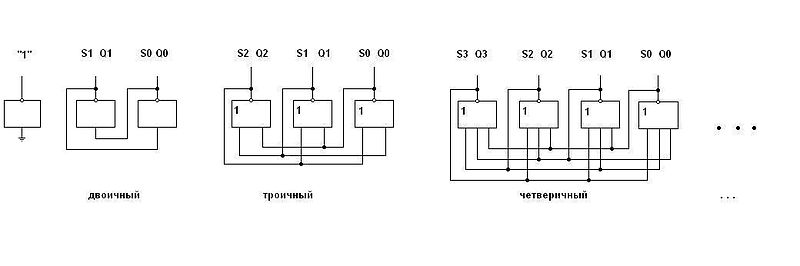 "1" S1 Q1 S0 Q0 S2 Q2 S1 Q1 S0 Q0 S3 Q3 S2 Q2 S1 Q1 S0 Q0
1 1 1 1 1 1 1
. . .
двоичный троичный четверичный . . .